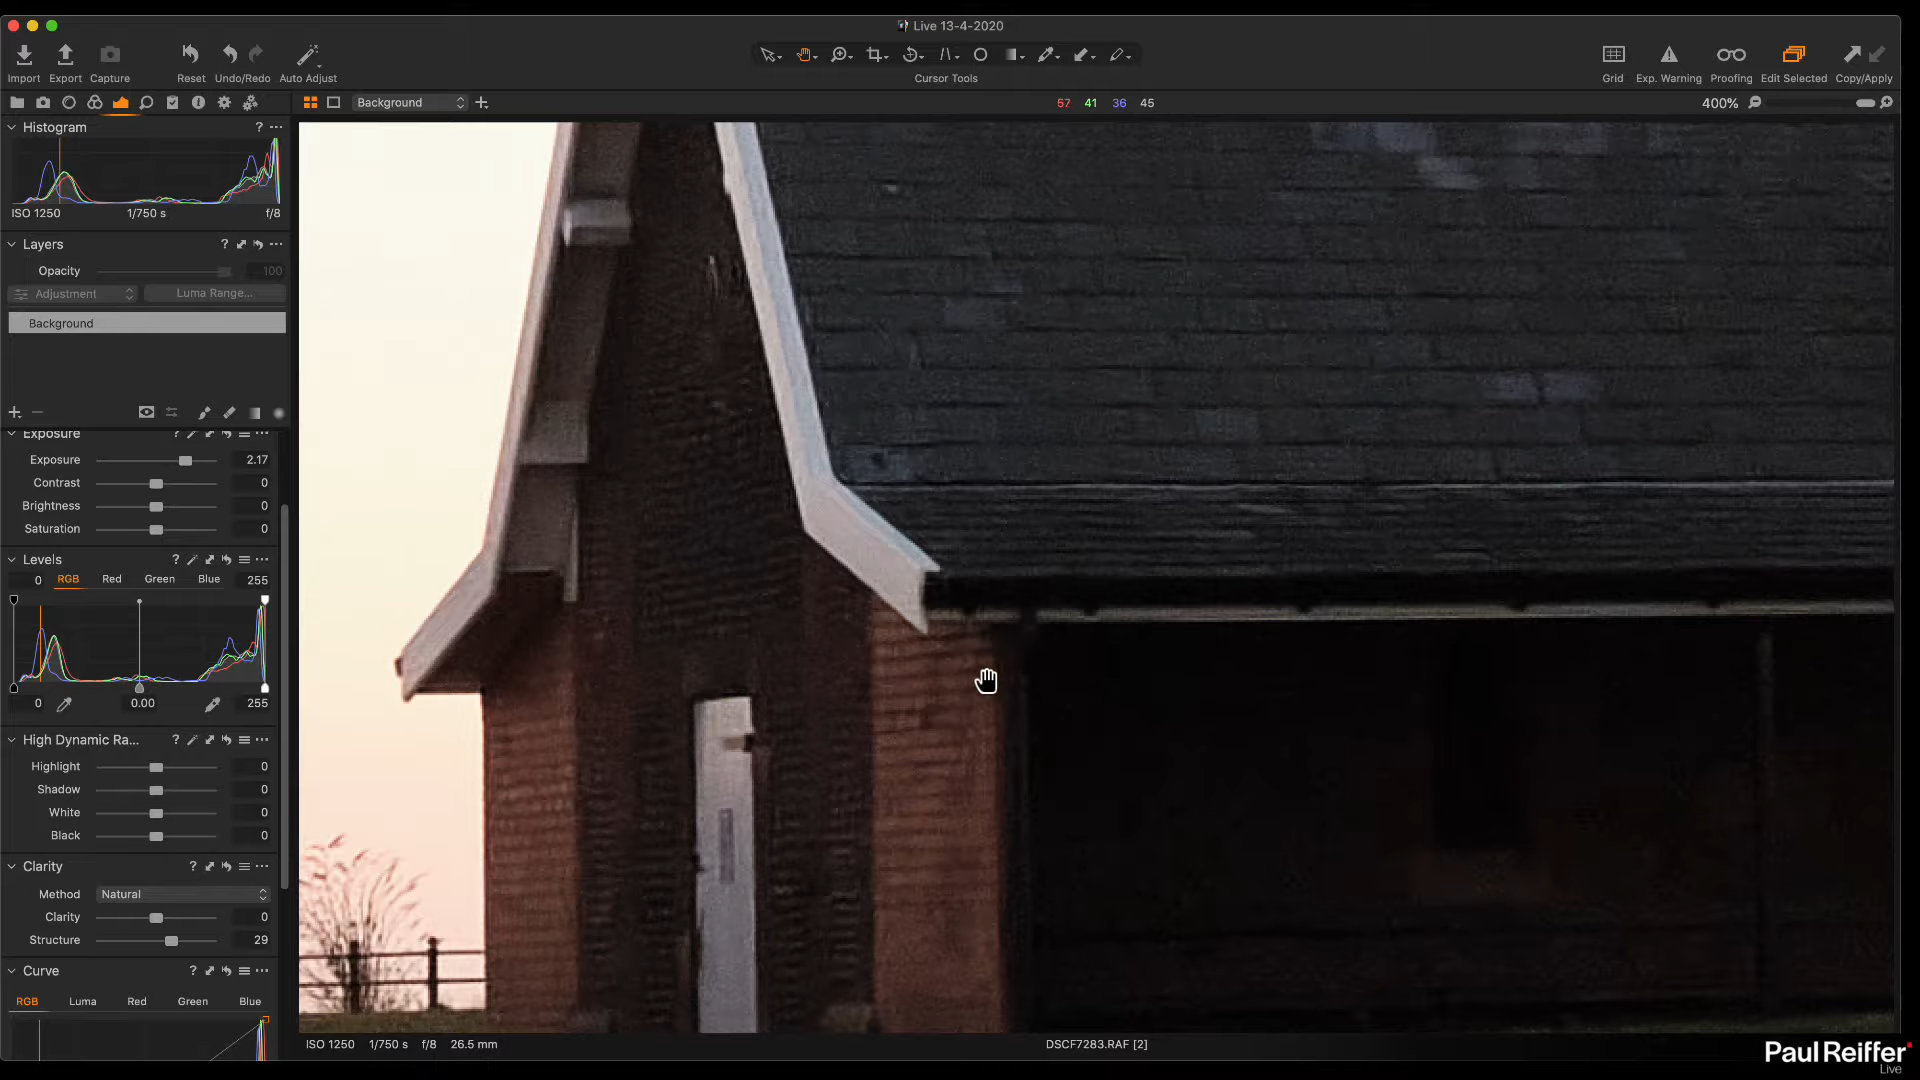 Live 13-4-2020
Import Export Capture Reset Undo/Redo Auto Adjust Cursor Tools Grid Exp. Warning Proofing Edit Selected Copy/Apply
Background 57 41 36 45 400%
Histogram ? ...
ISO 1250 1/750 s f/8
Layers ? ...
Opacity 100
Adjustment Luma Range...
Background
Exposure ? ...
Exposure 2.17
Contrast 0
Brightness 0
Saturation 0
Levels ? ...
0 RGB Red Green Blue 255
0 0.00 255
High Dynamic Ra... ? ...
Highlight 0
Shadow 0
White 0
Black 0
Clarity ? ...
Method Natural
Clarity 0
Structure 29
Curve ? ...
RGB Luma Red Green Blue
ISO 1250 1/750 s f/8 26.5 mm DSCF7283.RAF [2]
Paul Reiffer
Live